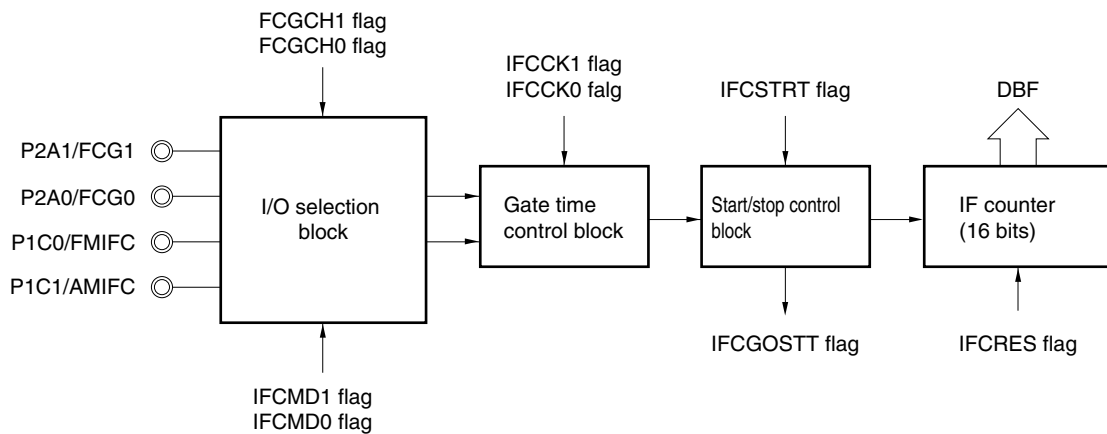 FCGCH1 flag
FCGCH0 flag
IFCCK1 flag
IFCCK0 falg
IFCSTRT flag
DBF
P2A1/FCG1
P2A0/FCG0
P1C0/FMIFC
P1C1/AMIFC
I/O selection
block
Gate time
control block
Start/stop control
block
IF counter
(16 bits)
IFCGOSTT flag
IFCRES flag
IFCMD1 flag
IFCMD0 flag